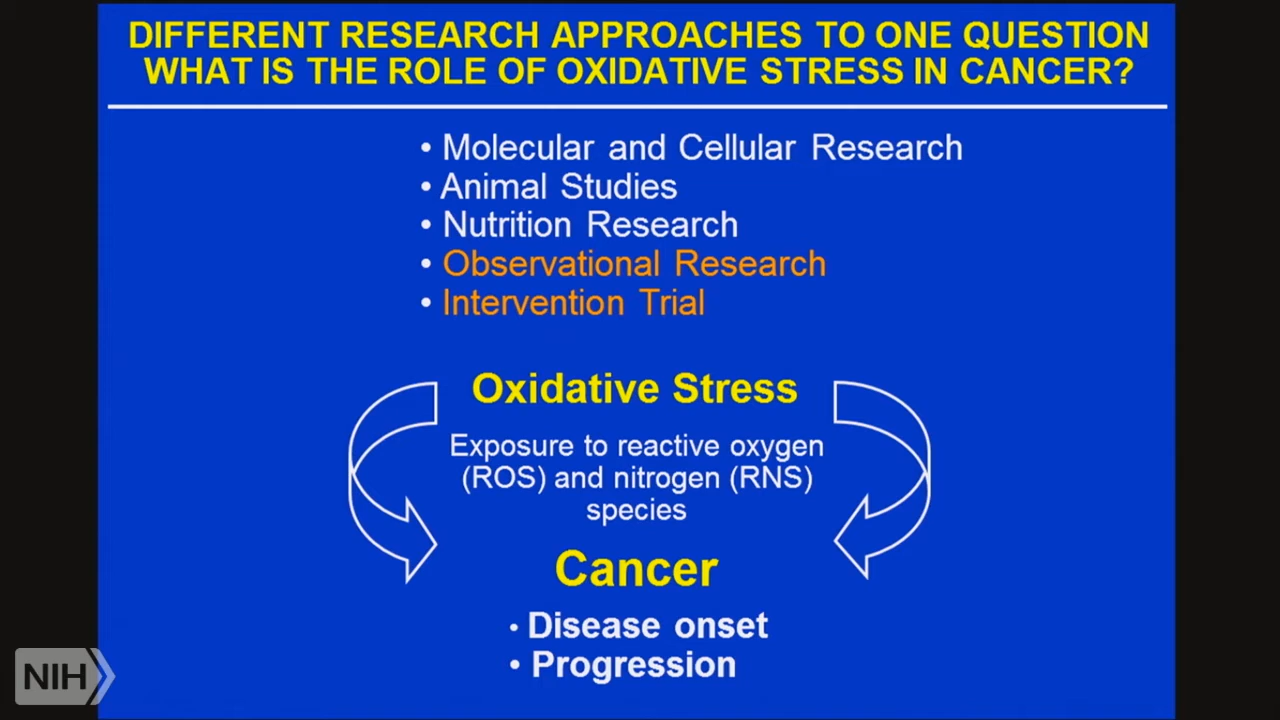 DIFFERENT RESEARCH APPROACHES TO ONE QUESTION
WHAT IS THE ROLE OF OXIDATIVE STRESS IN CANCER?
• Molecular and Cellular Research
• Animal Studies
• Nutrition Research
• Observational Research
• Intervention Trial
Oxidative Stress
Exposure to reactive oxygen
(ROS) and nitrogen (RNS)
species
Cancer
• Disease onset
• Progression
NIH